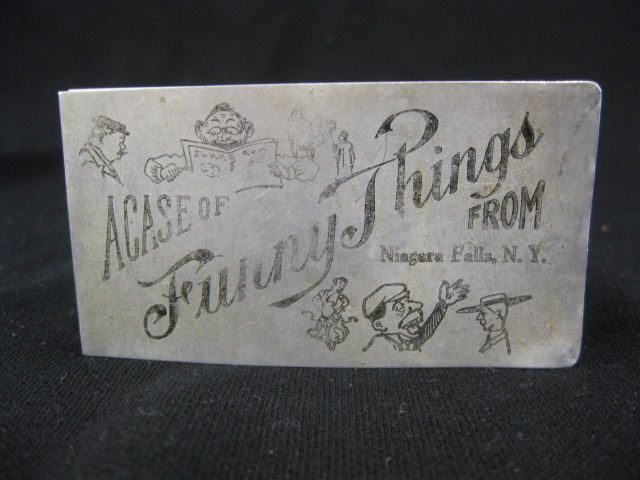 A CASE OF
Funny Things
FROM
Niagara Falls, N. Y.